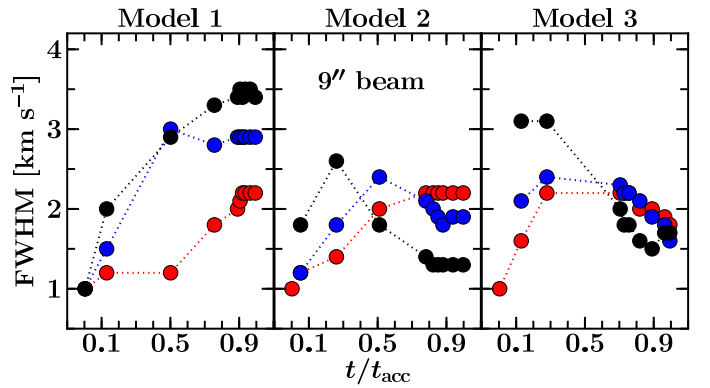 Model 1 Model 2 Model 3
4
9″ beam
3
2
1
FWHM [km s⁻¹]
0.1 0.5 0.9 0.1 0.5 0.9 0.1 0.5 0.9
t/t_acc